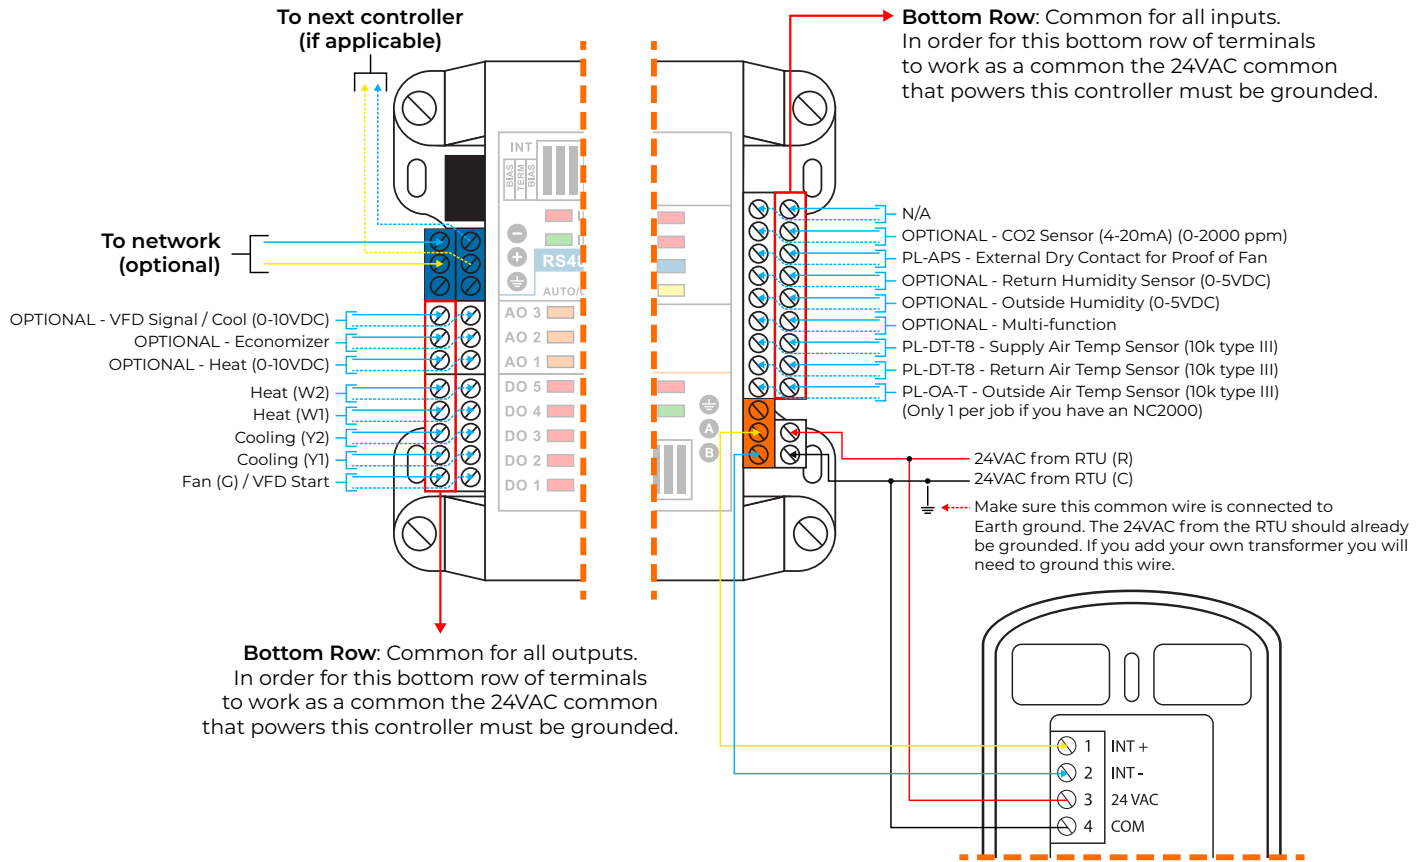 To next controller
(if applicable)
Bottom Row: Common for all inputs.
In order for this bottom row of terminals
to work as a common the 24VAC common
that powers this controller must be grounded.
INT
BIAS
TERM
BIAS
To network
(optional)
RS48
AUTO/
AO 3
AO 2
AO 1
DO 5
DO 4
DO 3
DO 2
DO 1
OPTIONAL - VFD Signal / Cool (0-10VDC)
OPTIONAL - Economizer
OPTIONAL - Heat (0-10VDC)
Heat (W2)
Heat (W1)
Cooling (Y2)
Cooling (Y1)
Fan (G) / VFD Start
N/A
OPTIONAL - CO2 Sensor (4-20mA) (0-2000 ppm)
PL-APS - External Dry Contact for Proof of Fan
OPTIONAL - Return Humidity Sensor (0-5VDC)
OPTIONAL - Outside Humidity (0-5VDC)
OPTIONAL - Multi-function
PL-DT-T8 - Supply Air Temp Sensor (10k type III)
PL-DT-T8 - Return Air Temp Sensor (10k type III)
PL-OA-T - Outside Air Temp Sensor (10k type III)
(Only 1 per job if you have an NC2000)
A
B
24VAC from RTU (R)
24VAC from RTU (C)
Make sure this common wire is connected to
Earth ground. The 24VAC from the RTU should already
be grounded. If you add your own transformer you will
need to ground this wire.
Bottom Row: Common for all outputs.
In order for this bottom row of terminals
to work as a common the 24VAC common
that powers this controller must be grounded.
1 INT +
2 INT -
3 24 VAC
4 COM